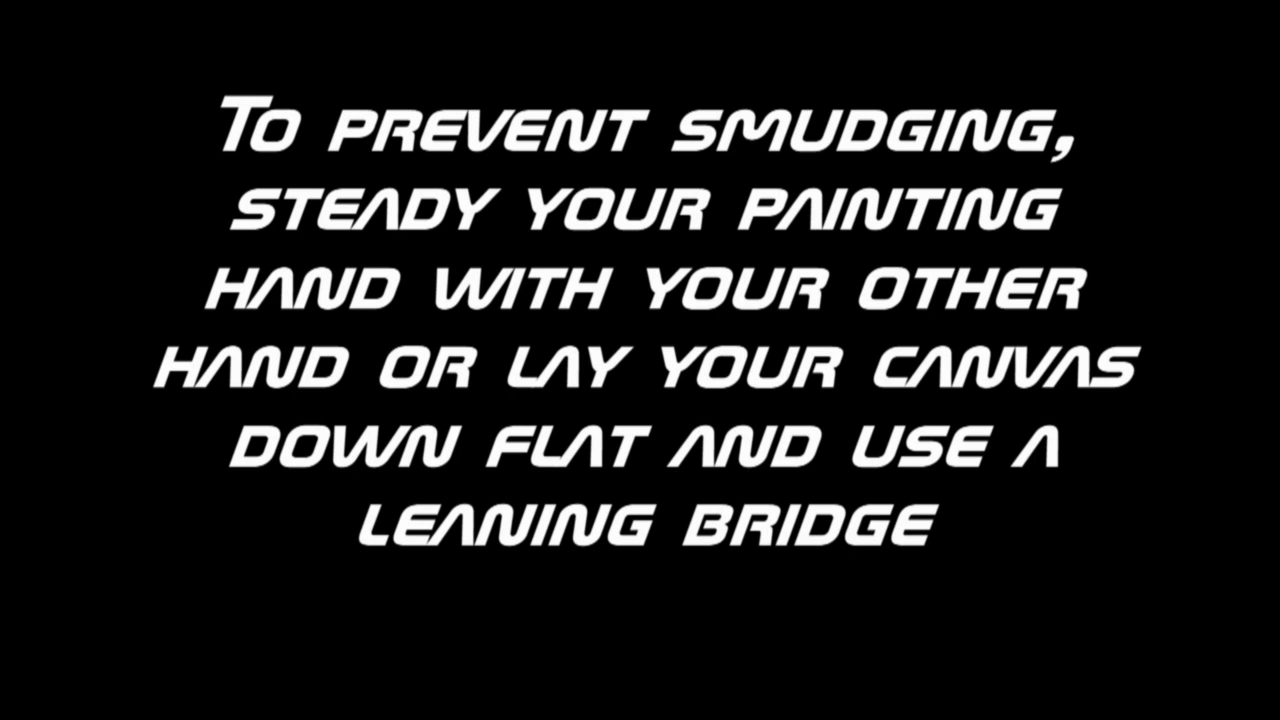 To prevent smudging,
steady your painting
hand with your other
hand or lay your canvas
down flat and use a
leaning bridge